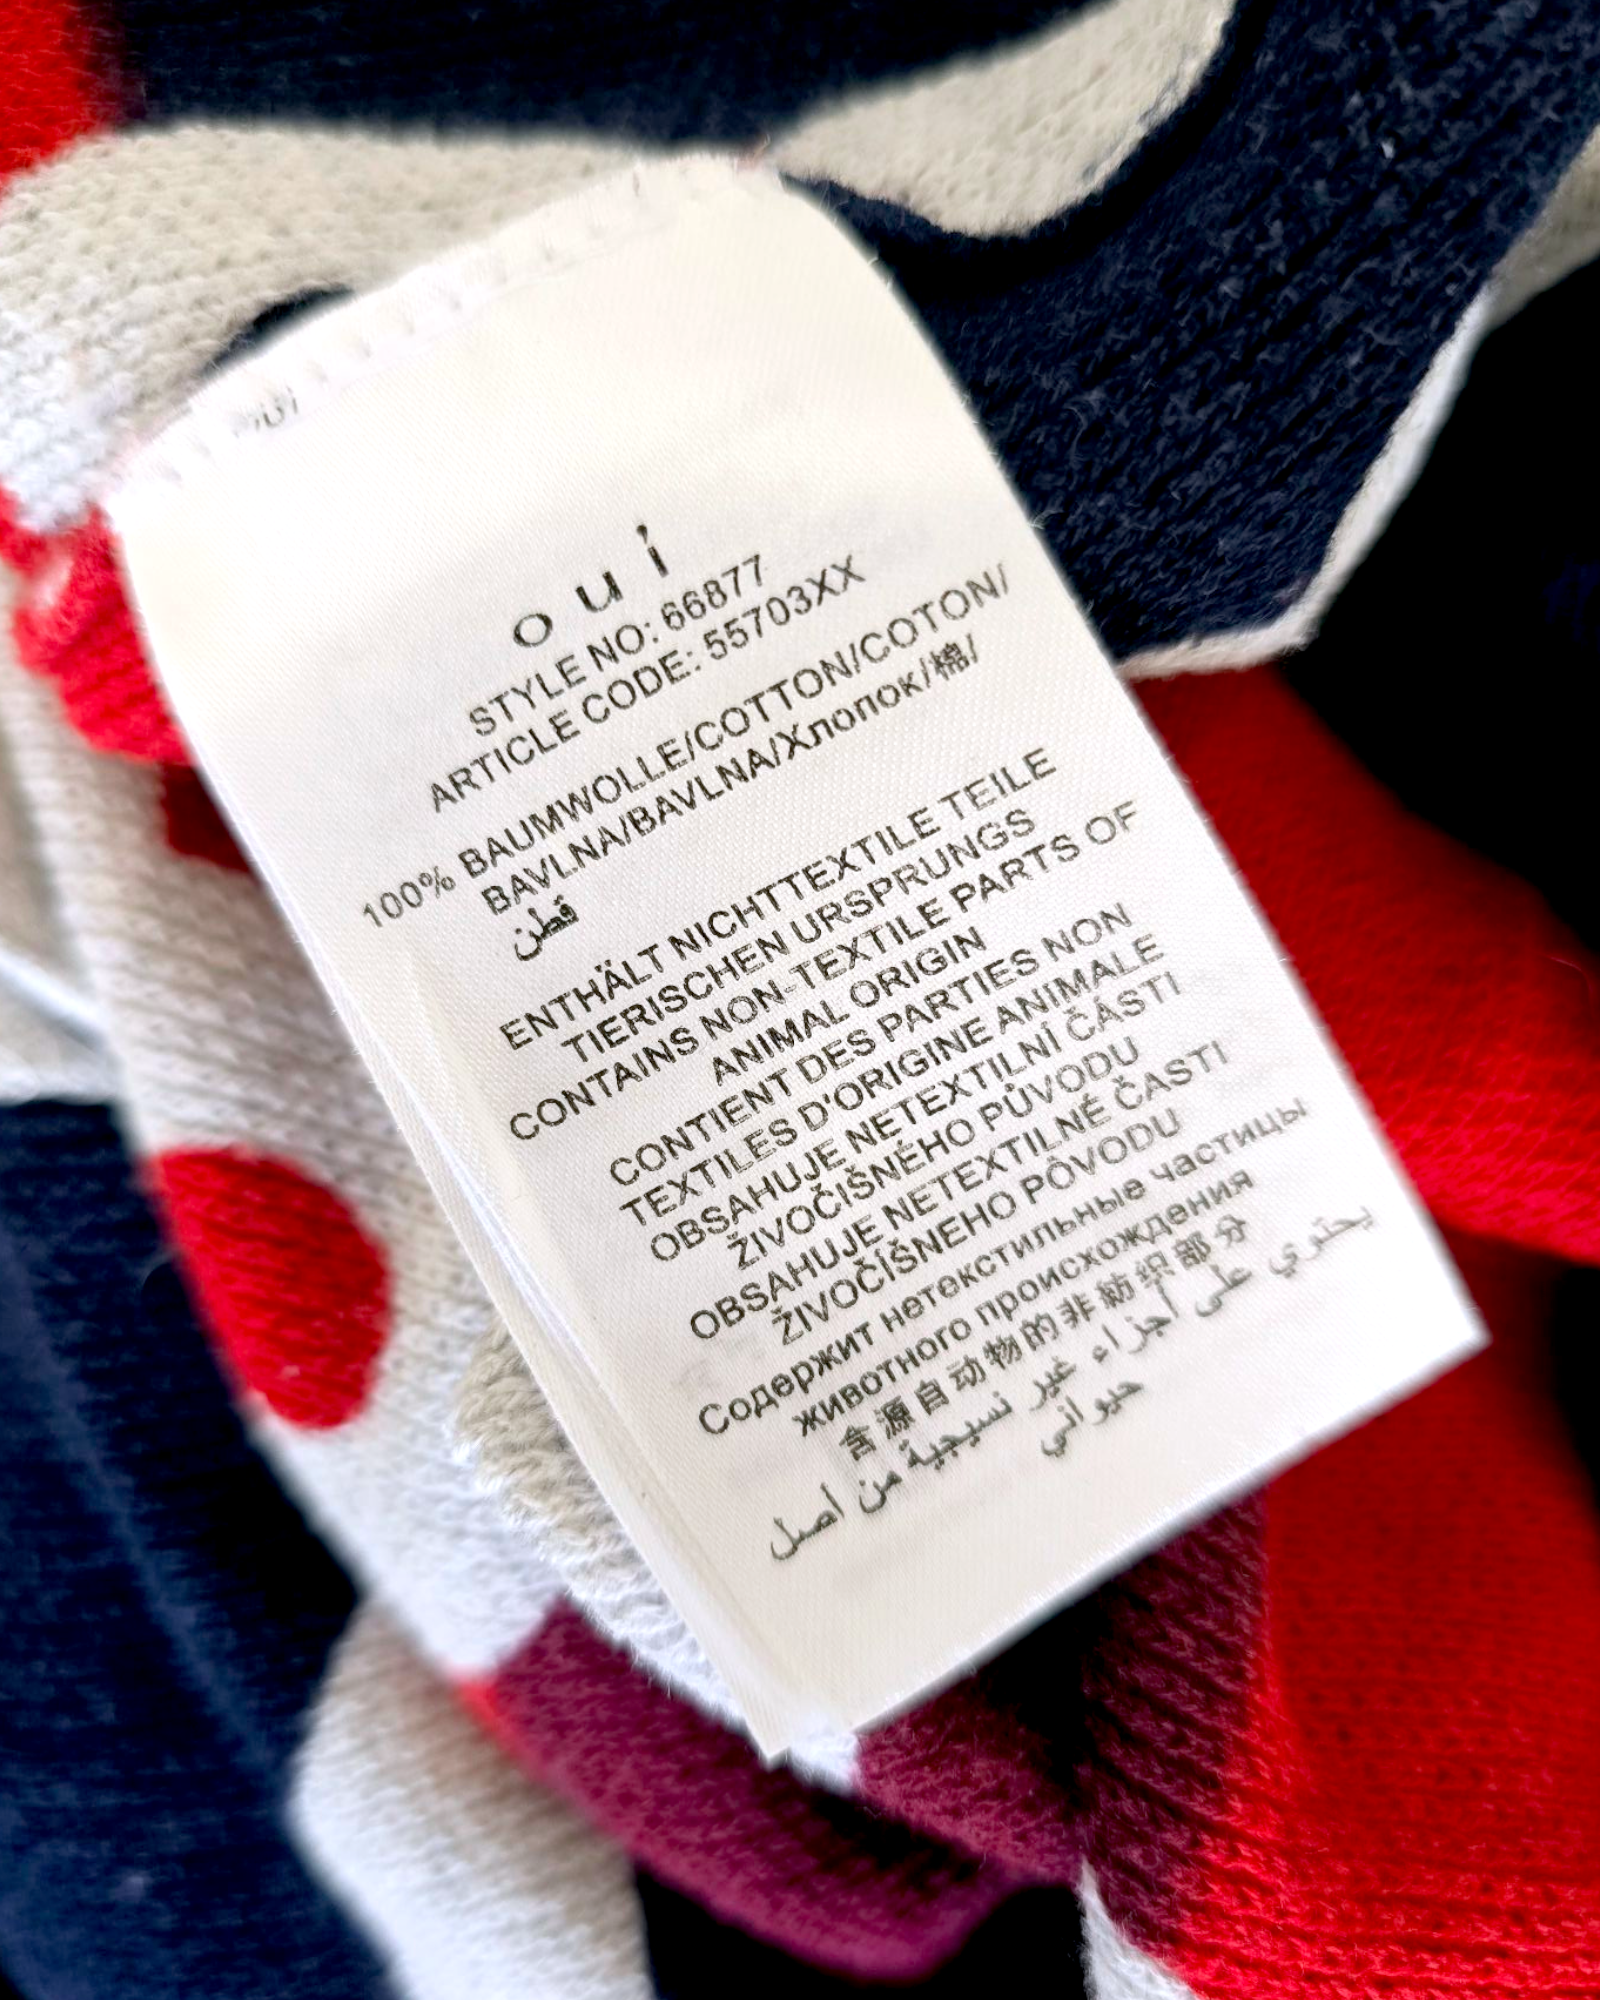 oui
STYLE NO: 66877
ARTICLE CODE: 55703XX
100% BAUMWOLLE/COTTON/COTON/
BAVLNA/BAVLNA/Хлопок/棉/
قطن
ENTHÄLT NICHTTEXTILE TEILE
TIERISCHEN URSPRUNGS
CONTAINS NON-TEXTILE PARTS OF
ANIMAL ORIGIN
CONTIENT DES PARTIES NON
TEXTILES D'ORIGINE ANIMALE
OBSAHUJE NETEXTILNÍ ČÁSTI
ŽIVOČIŠNÉHO PŮVODU
OBSAHUJE NETEXTILNÉ ČASTI
ŽIVOČÍŠNEHO PÔVODU
Содержит нетекстильные частицы
животного происхождения
含源自动物的非纺织部分
يحتوي على أجزاء غير نسيجية من أصل
حيواني